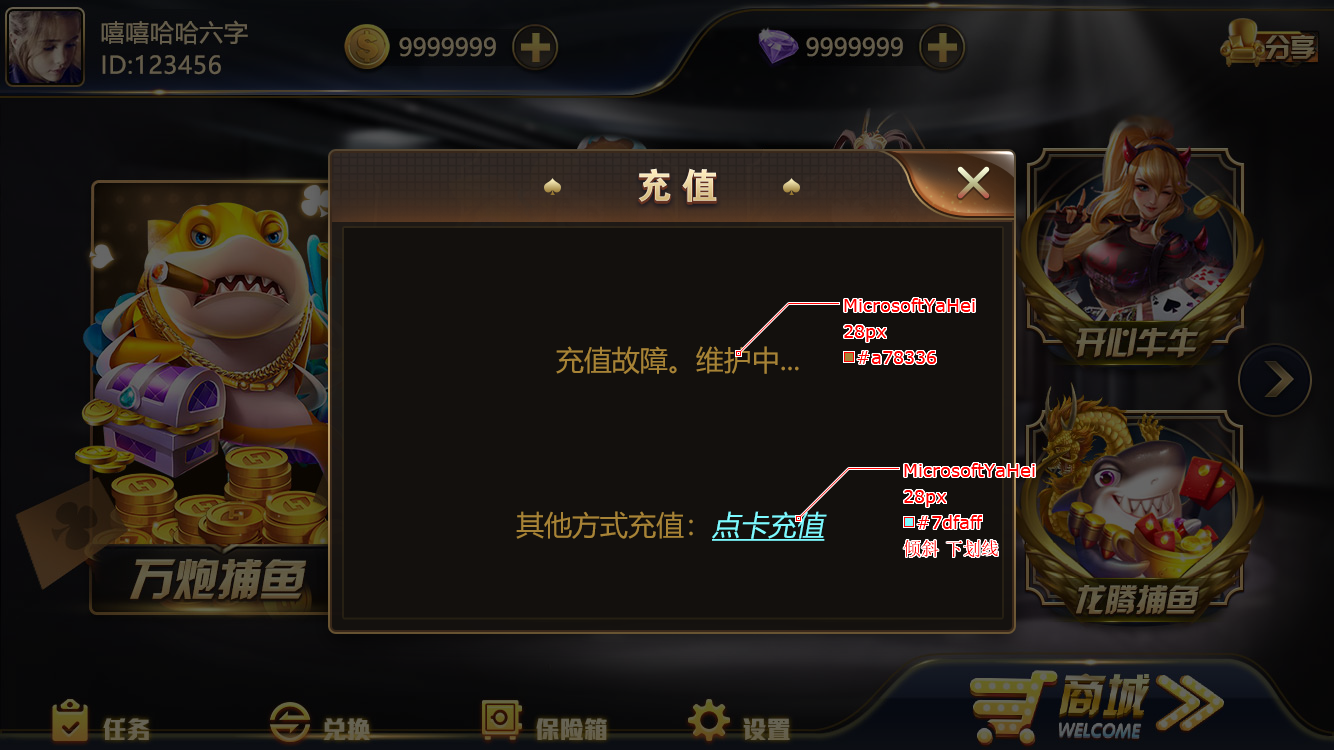 嘻嘻哈哈六字
ID:123456
9999999
9999999
分享
充值
MicrosoftYaHei
28px
#a78336
充值故障。维护中...
MicrosoftYaHei
28px
#7dfaff
倾斜 下划线
其他方式充值：点卡充值
万炮捕鱼
开心牛牛
龙腾捕鱼
任务
兑换
保险箱
设置
商城
WELCOME